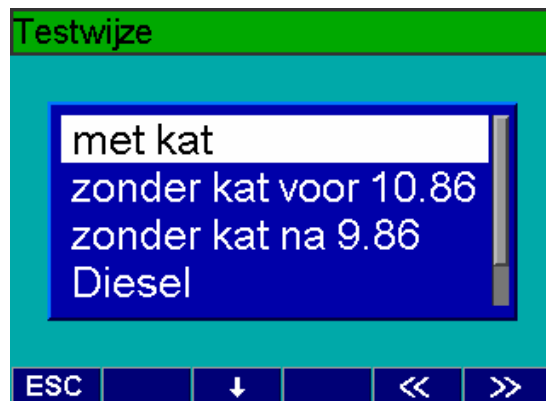 Testwijze
met kat
zonder kat voor 10.86
zonder kat na 9.86
Diesel
ESC ↓ << >>